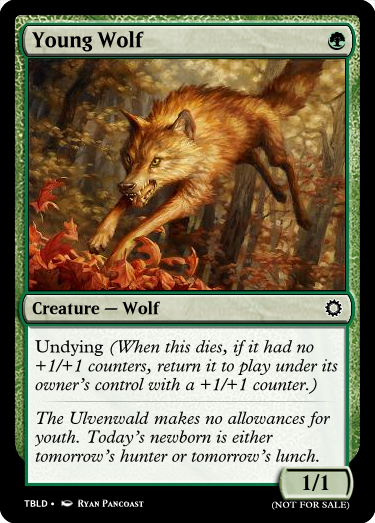 Young Wolf
Creature — Wolf
Undying (When this dies, if it had no
+1/+1 counters, return it to play under its
owner's control with a +1/+1 counter.)
The Ulvenwald makes no allowances for
youth. Today's newborn is either
tomorrow's hunter or tomorrow's lunch.
1/1
TBLD • Ryan Pancoast
(NOT FOR SALE)